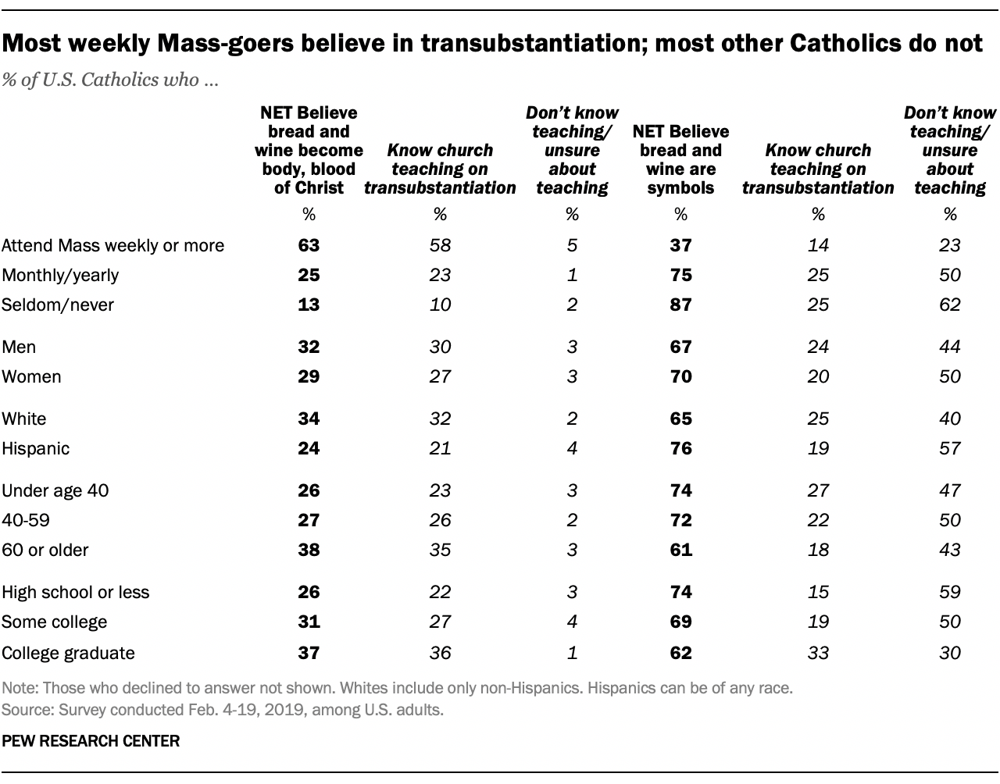 Most weekly Mass-goers believe in transubstantiation; most other Catholics do not
% of U.S. Catholics who ...
NET Believe bread and wine become body, blood of Christ
Know church teaching on transubstantiation
Don't know teaching/ unsure about teaching
NET Believe bread and wine are symbols
Know church teaching on transubstantiation
Don't know teaching/ unsure about teaching
% % % % % %
Attend Mass weekly or more 63 58 5 37 14 23
Monthly/yearly 25 23 1 75 25 50
Seldom/never 13 10 2 87 25 62
Men 32 30 3 67 24 44
Women 29 27 3 70 20 50
White 34 32 2 65 25 40
Hispanic 24 21 4 76 19 57
Under age 40 26 23 3 74 27 47
40-59 27 26 2 72 22 50
60 or older 38 35 3 61 18 43
High school or less 26 22 3 74 15 59
Some college 31 27 4 69 19 50
College graduate 37 36 1 62 33 30
Note: Those who declined to answer not shown. Whites include only non-Hispanics. Hispanics can be of any race.
Source: Survey conducted Feb. 4-19, 2019, among U.S. adults.
PEW RESEARCH CENTER